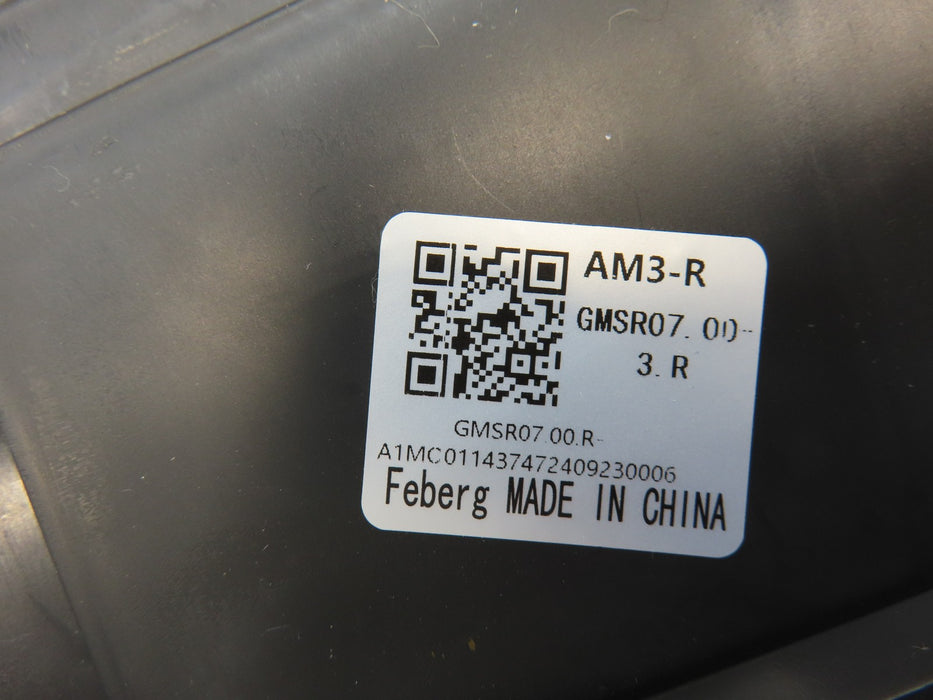 AM3-R
GMSR07.00-
3.R
GMSR07.00.R-
A1MC011437472409230006
Feberg MADE IN CHINA